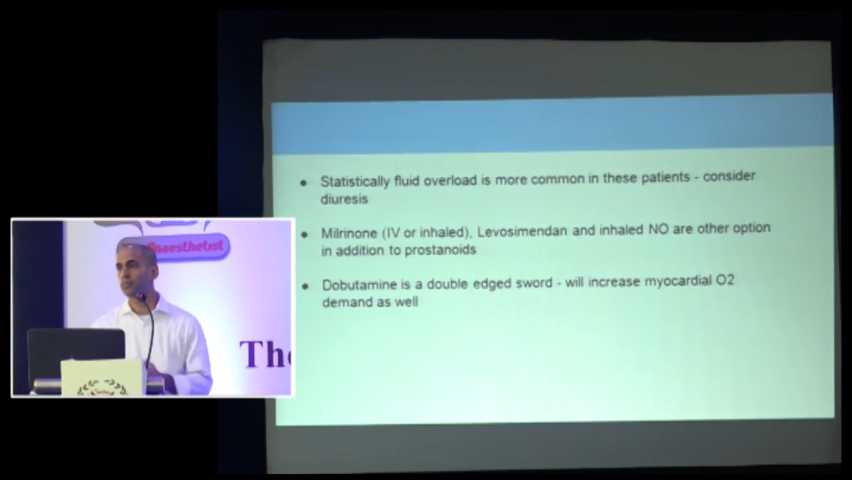 ● Statistically fluid overload is more common in these patients - consider
diuresis
● Milrinone (IV or inhaled), Levosimendan and inhaled NO are other option
in addition to prostanoids
● Dobutamine is a double edged sword - will increase myocardial O2
demand as well
The